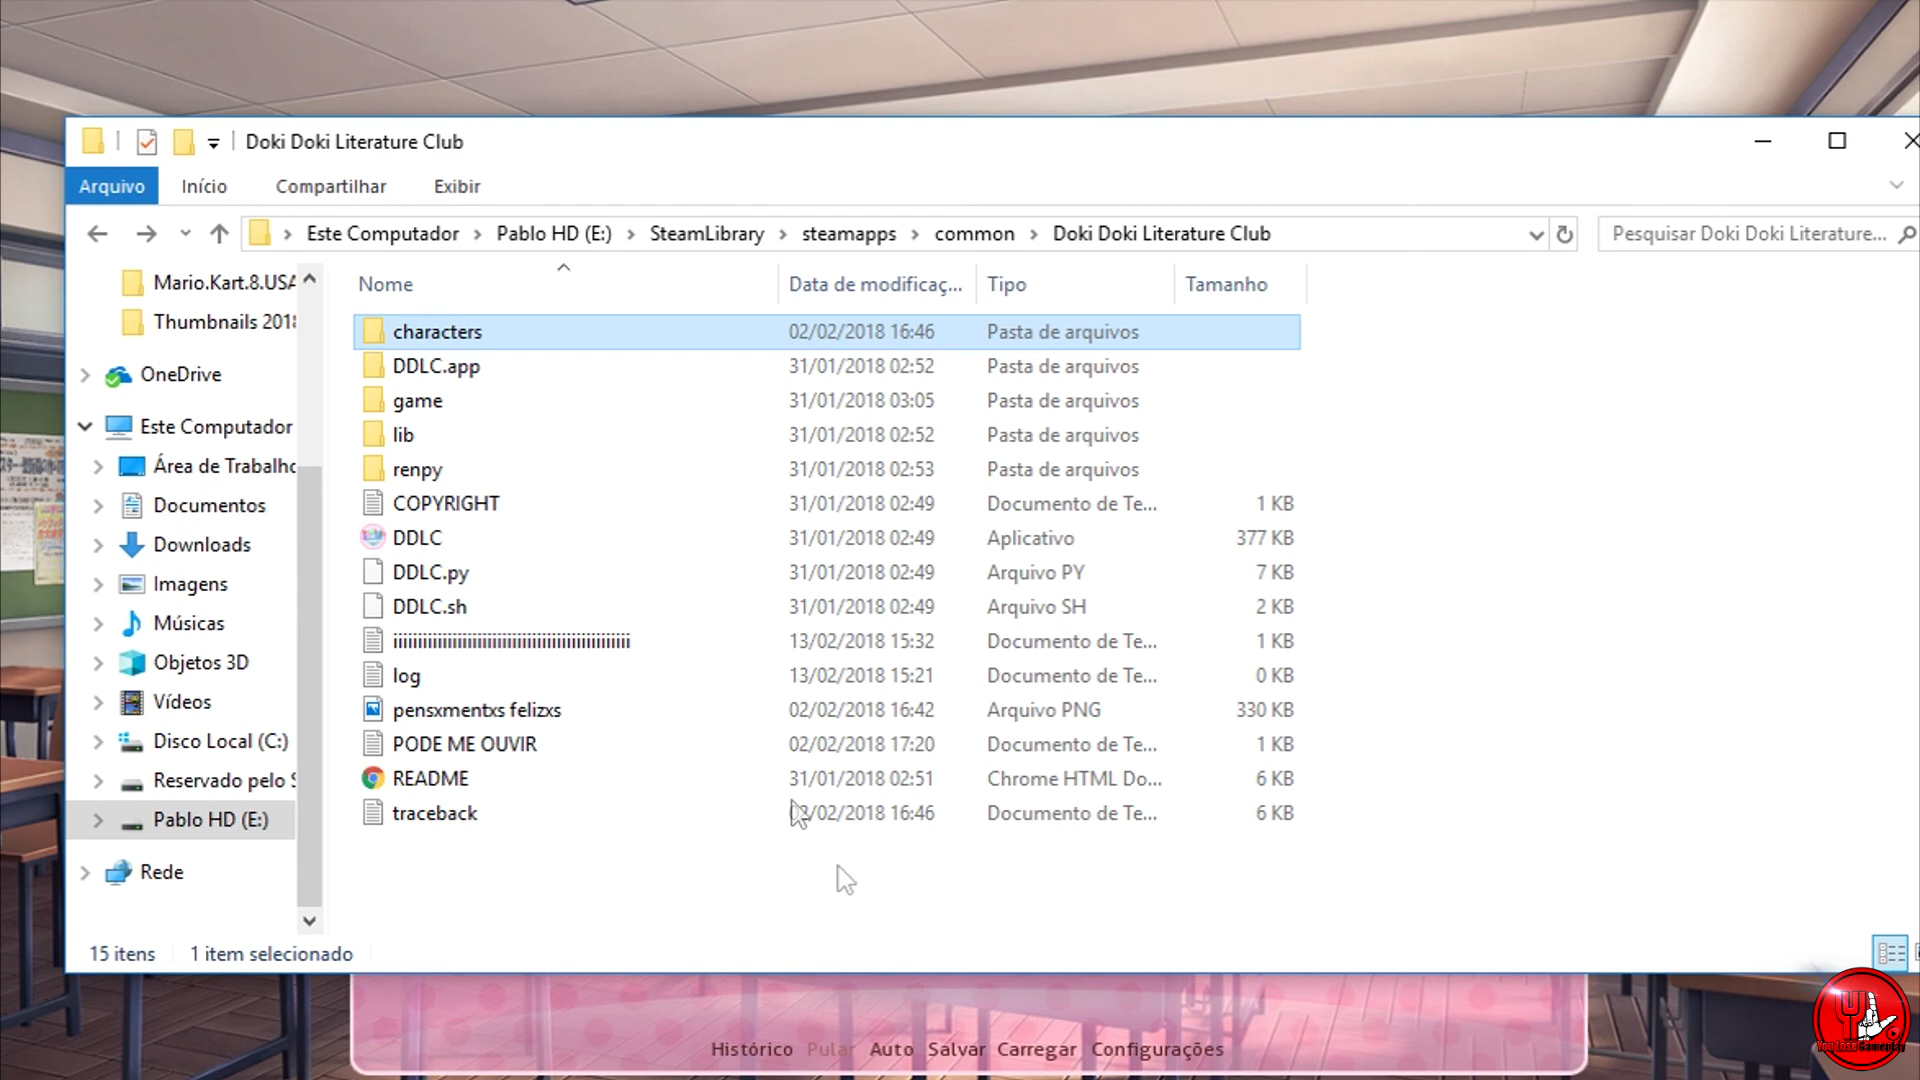 Doki Doki Literature Club
Arquivo Início Compartilhar Exibir
Este Computador Pablo HD (E:) SteamLibrary steamapps common Doki Doki Literature Club Pesquisar Doki Doki Literature...
Mario.Kart.8.USA
Thumbnails 2018
OneDrive
Este Computador
Área de Trabalho
Documentos
Downloads
Imagens
Músicas
Objetos 3D
Vídeos
Disco Local (C:)
Reservado pelo S
Pablo HD (E:)
Rede
Nome Data de modificaç... Tipo Tamanho
characters 02/02/2018 16:46 Pasta de arquivos
DDLC.app 31/01/2018 02:52 Pasta de arquivos
game 31/01/2018 03:05 Pasta de arquivos
lib 31/01/2018 02:52 Pasta de arquivos
renpy 31/01/2018 02:53 Pasta de arquivos
COPYRIGHT 31/01/2018 02:49 Documento de Te... 1 KB
DDLC 31/01/2018 02:49 Aplicativo 377 KB
DDLC.py 31/01/2018 02:49 Arquivo PY 7 KB
DDLC.sh 31/01/2018 02:49 Arquivo SH 2 KB
13/02/2018 15:32 Documento de Te... 1 KB
log 13/02/2018 15:21 Documento de Te... 0 KB
pensxmentxs felizxs 02/02/2018 16:42 Arquivo PNG 330 KB
PODE ME OUVIR 02/02/2018 17:20 Documento de Te... 1 KB
README 31/01/2018 02:51 Chrome HTML Do... 6 KB
traceback 02/02/2018 16:46 Documento de Te... 6 KB
15 itens 1 item selecionado
Histórico Pular Auto Salvar Carregar Configurações